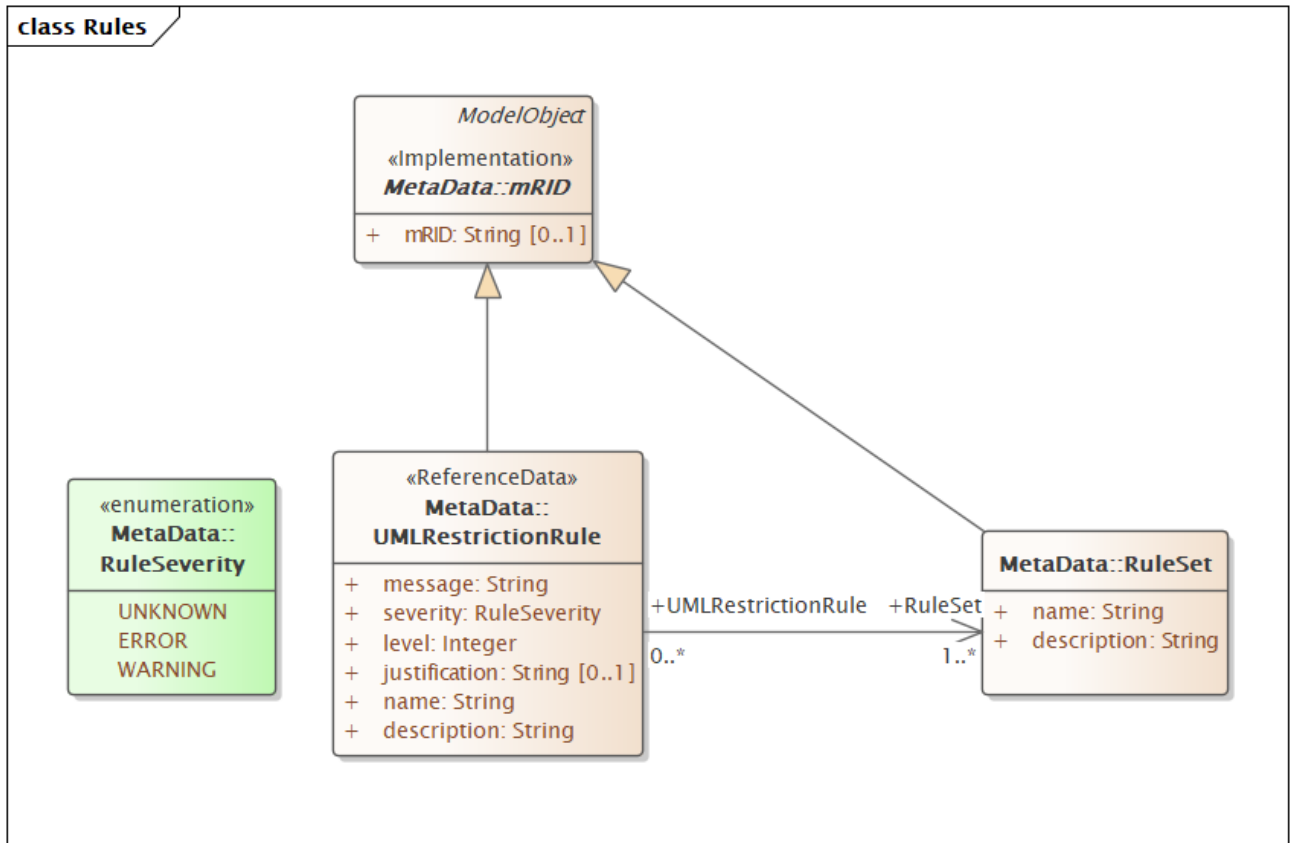 class Rules
ModelObject
«Implementation»
MetaData::mRID
+ mRID: String [0..1]
«enumeration»
MetaData::
RuleSeverity
UNKNOWN
ERROR
WARNING
«ReferenceData»
MetaData::
UMLRestrictionRule
+ message: String
+ severity: RuleSeverity
+ level: Integer
+ justification: String [0..1]
+ name: String
+ description: String
+UMLRestrictionRule +RuleSet
0..* 1..*
MetaData::RuleSet
+ name: String
+ description: String